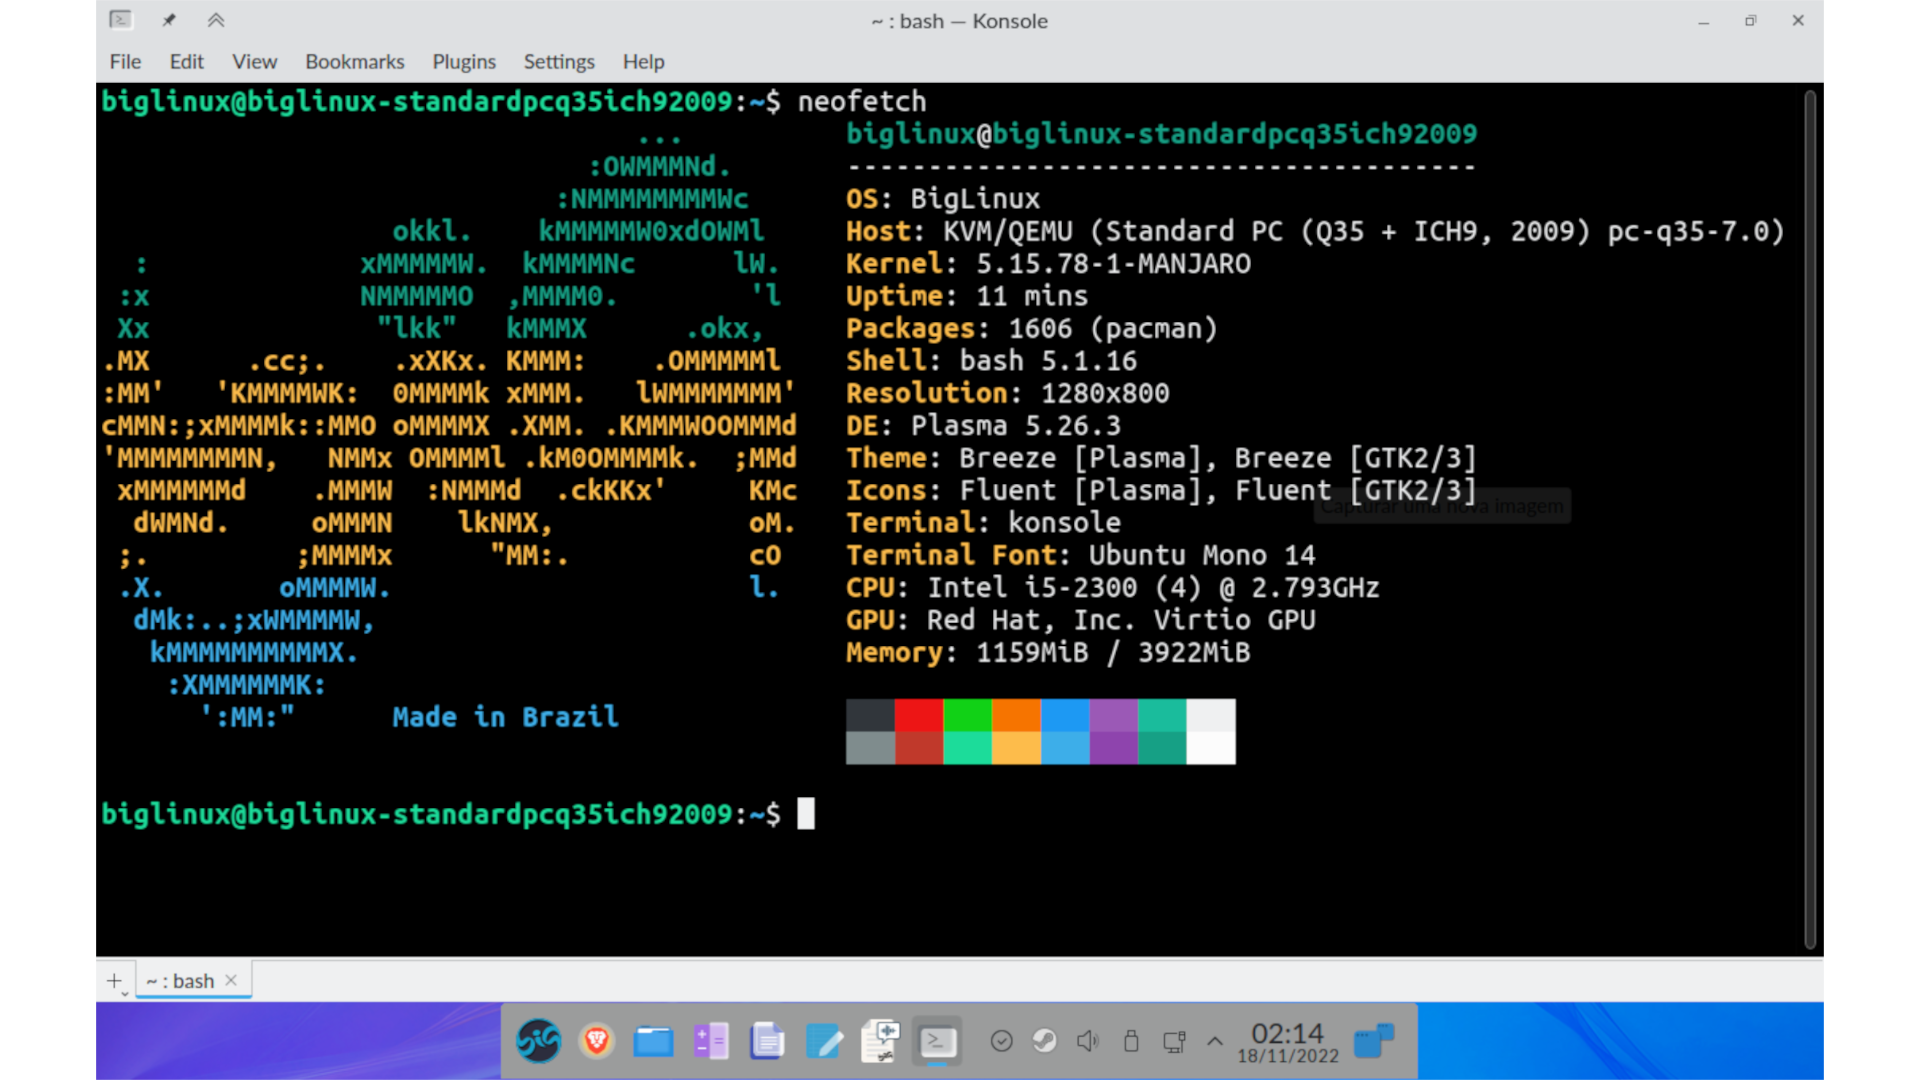 ~ : bash — Konsole
File Edit View Bookmarks Plugins Settings Help
biglinux@biglinux-standardpcq35ich92009:~$ neofetch
... biglinux@biglinux-standardpcq35ich92009
:OWMMMNd. ---------------------------------------
:NMMMMMMMMWc OS: BigLinux
okkl. kMMMMMW0xdOWMl Host: KVM/QEMU (Standard PC (Q35 + ICH9, 2009) pc-q35-7.0)
: xMMMMMW. kMMMMNc lW. Kernel: 5.15.78-1-MANJARO
:x NMMMMMO ,MMMM0. 'l Uptime: 11 mins
Xx "lkk" kMMMX .okx, Packages: 1606 (pacman)
.MX .cc;. .xXKx. KMMM: .OMMMMMl Shell: bash 5.1.16
:MM' 'KMMMMWK: 0MMMMk xMMM. lWMMMMMMM' Resolution: 1280x800
cMMN:;xMMMMk::MMO oMMMMX .XMM. .KMMMWOOMMMd DE: Plasma 5.26.3
'MMMMMMMMN, NMMx OMMMMl .kM0OMMMMk. ;MMd Theme: Breeze [Plasma], Breeze [GTK2/3]
xMMMMMMd .MMMW :NMMMd .ckKKx' KMc Icons: Fluent [Plasma], Fluent [GTK2/3]
Capturar uma nova imagem
dWMNd. oMMMN lkNMX, oM. Terminal: konsole
;. ;MMMMx "MM:. cO Terminal Font: Ubuntu Mono 14
.X. oMMMMW. l. CPU: Intel i5-2300 (4) @ 2.793GHz
dMk:..;xWMMMMW, GPU: Red Hat, Inc. Virtio GPU
kMMMMMMMMMMX. Memory: 1159MiB / 3922MiB
:XMMMMMMK:
':MM:" Made in Brazil
biglinux@biglinux-standardpcq35ich92009:~$
~ : bash
BIG
02:14
18/11/2022